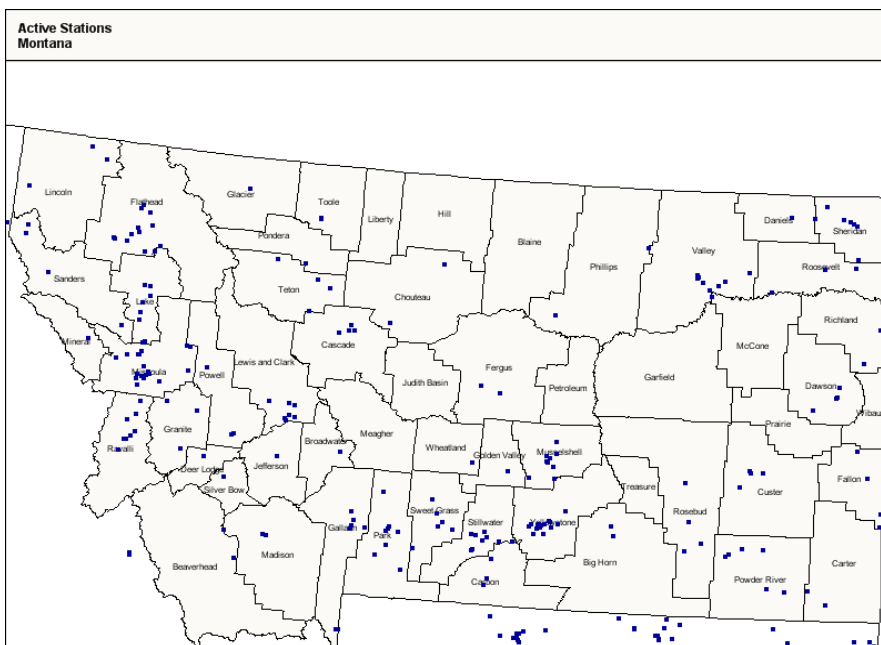 Active Stations
Montana
Lincoln
Flathead
Glacier
Toole
Liberty
Hill
Blaine
Phillips
Valley
Daniels
Sheridan
Roosevelt
Pondera
Teton
Chouteau
Sanders
Lake
Mineral
Missoula
Powell
Lewis and Clark
Cascade
Judith Basin
Fergus
Petroleum
Garfield
McCone
Richland
Dawson
Wibau
Prairie
Granite
Ravalli
Deer Lodge
Silver Bow
Jefferson
Broadwater
Meagher
Wheatland
Golden Valley
Musselshell
Treasure
Rosebud
Custer
Fallon
Beaverhead
Madison
Gallatin
Park
Sweet Grass
Stillwater
Yellowstone
Carbon
Big Horn
Powder River
Carter